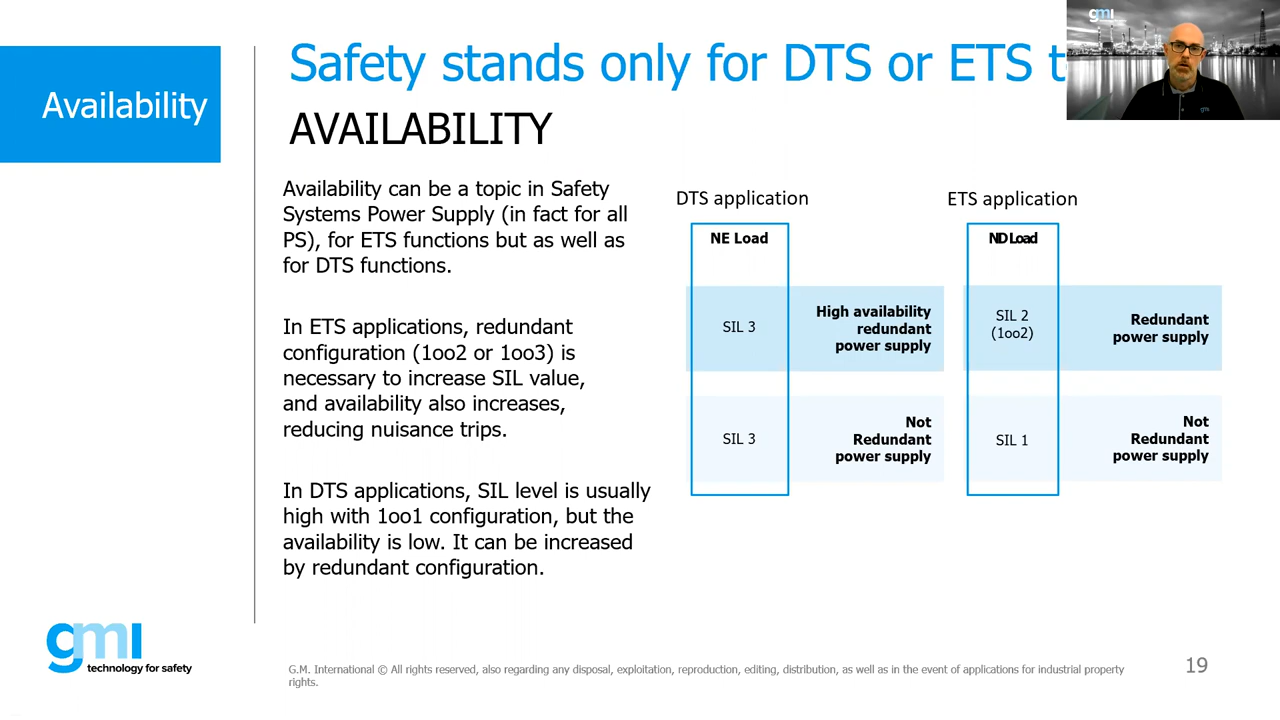 Availability
Safety stands only for DTS or ETS
AVAILABILITY
Availability can be a topic in Safety
Systems Power Supply (in fact for all
PS), for ETS functions but as well as
for DTS functions.
In ETS applications, redundant
configuration (1oo2 or 1oo3) is
necessary to increase SIL value,
and availability also increases,
reducing nuisance trips.
In DTS applications, SIL level is usually
high with 1oo1 configuration, but the
availability is low. It can be increased
by redundant configuration.
DTS application
NE Load
SIL 3
High availability
redundant
power supply
SIL 3
Not
Redundant
power supply
ETS application
ND Load
SIL 2
(1oo2)
Redundant
power supply
SIL 1
Not
Redundant
power supply
gmi
gmi
technology for safety
G.M. International © All rights reserved, also regarding any disposal, exploitation, reproduction, editing, distribution, as well as in the event of applications for industrial property
rights.
19